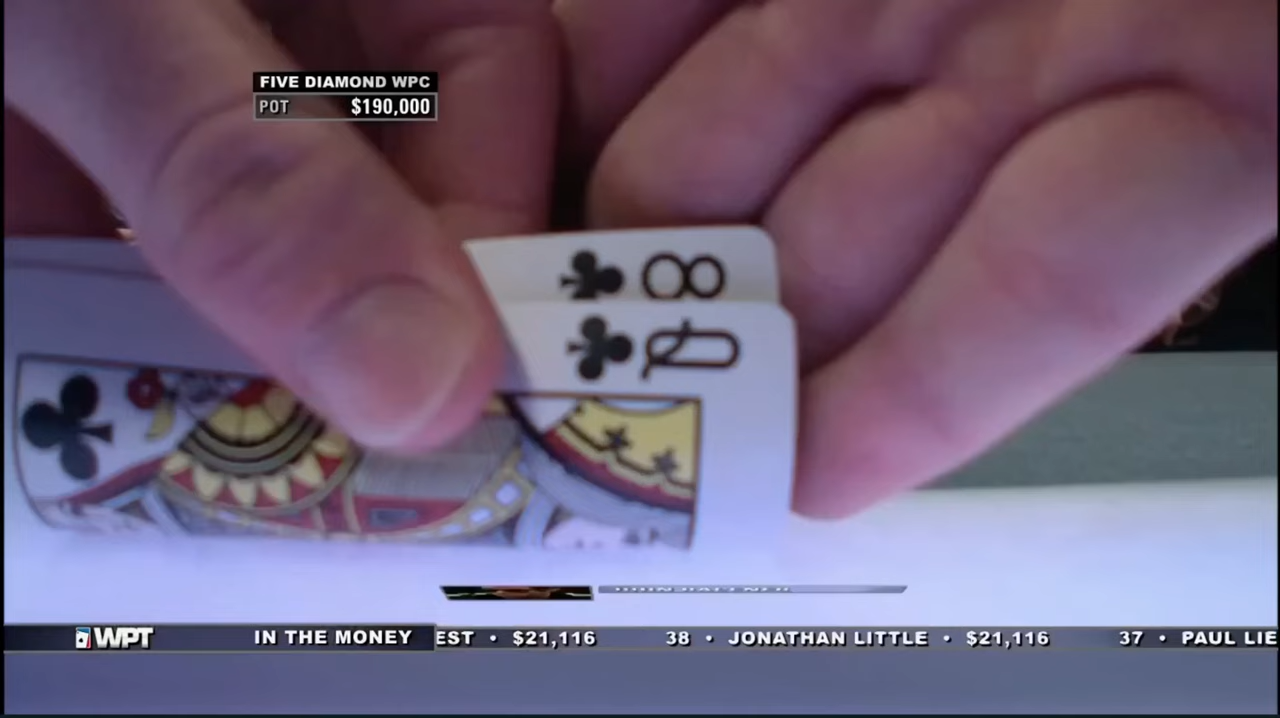 FIVE DIAMOND WPC
POT $190,000
8
Q
WPT IN THE MONEY EST • $21,116 38 • JONATHAN LITTLE • $21,116 37 • PAUL LIE